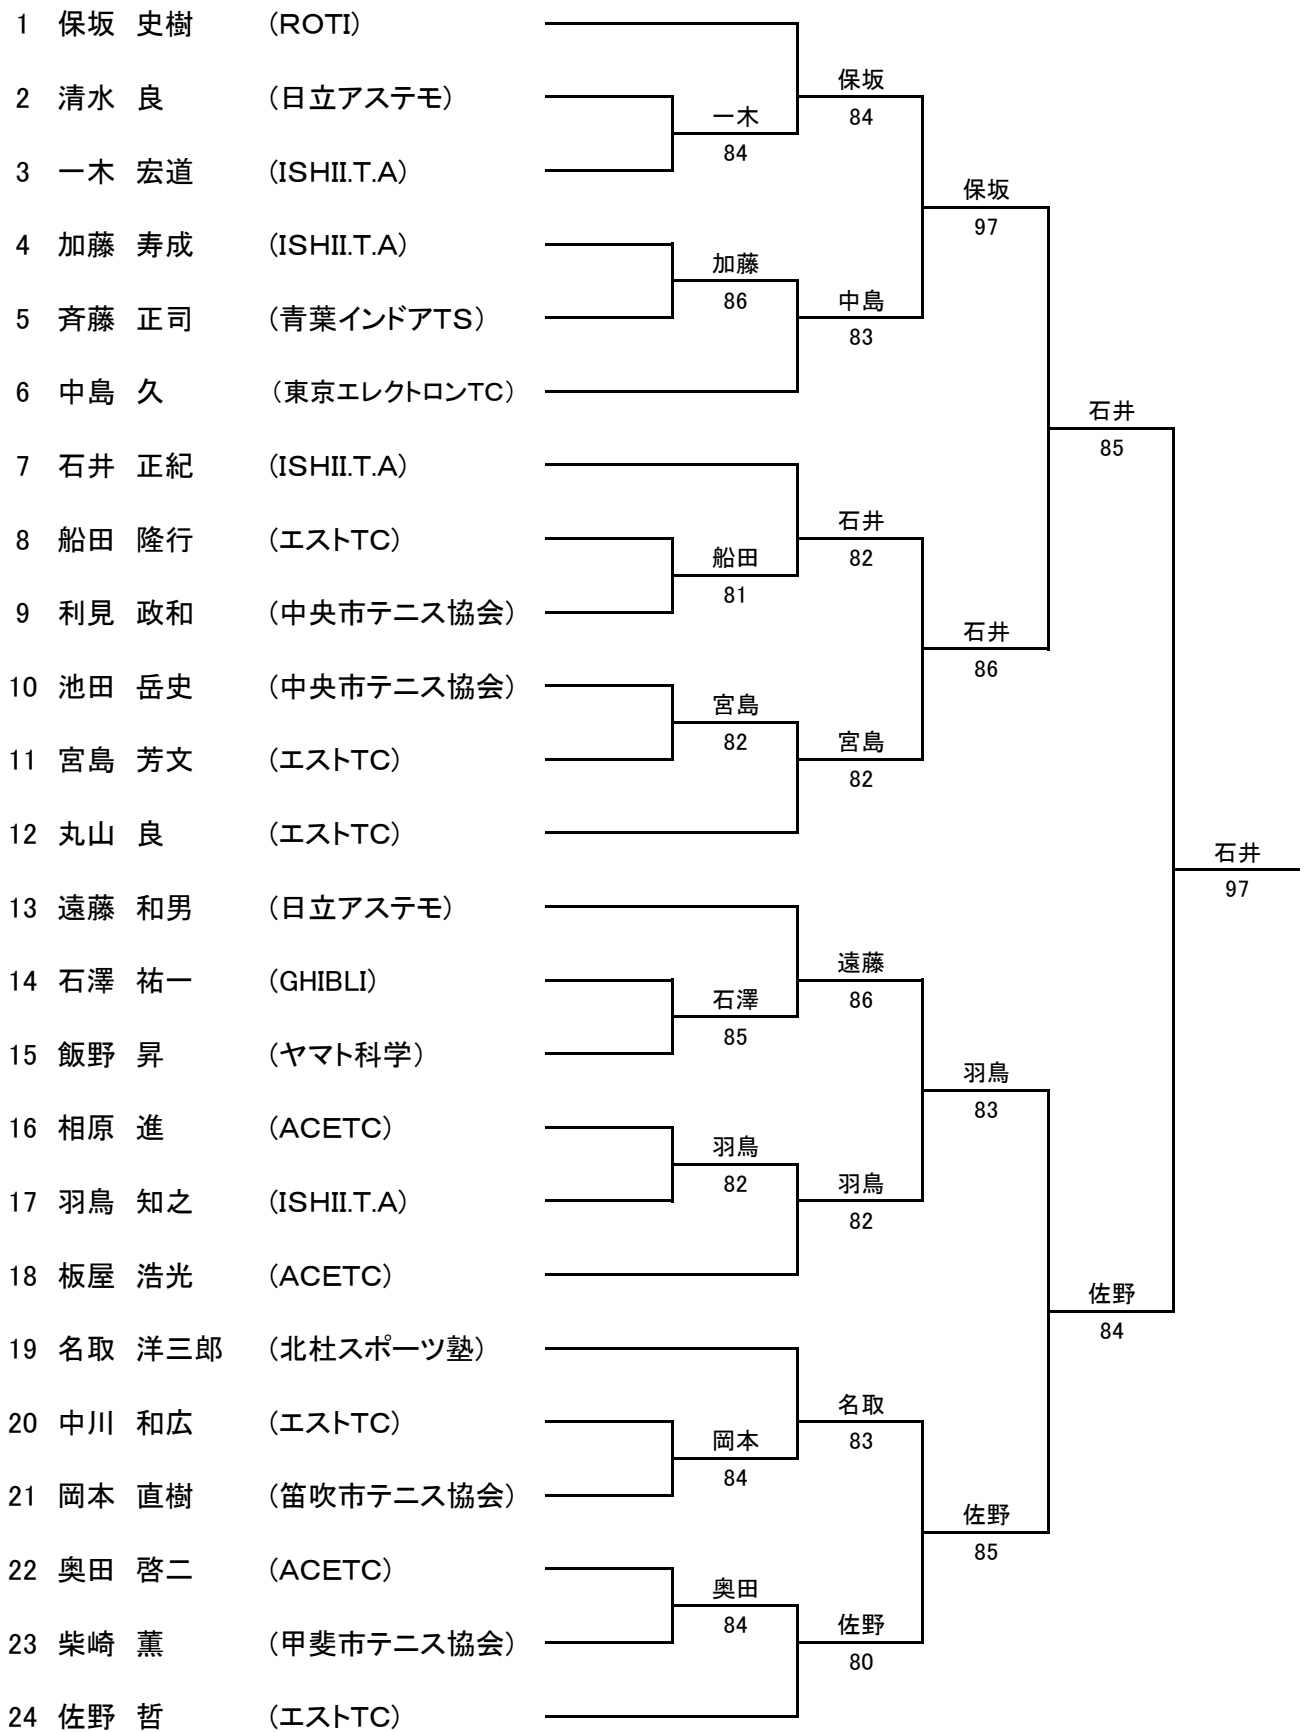 1 保坂 史樹 (ROTI)
保坂
2 清水 良 (日立アステモ)
一木
84
84
3 一木 宏道 (ISHII.T.A)
保坂
97
4 加藤 寿成 (ISHII.T.A)
加藤
86
中島
5 斉藤 正司 (青葉インドアTS)
83
6 中島 久 (東京エレクトロンTC)
石井
85
7 石井 正紀 (ISHII.T.A)
石井
8 船田 隆行 (エストTC)
船田
82
81
9 利見 政和 (中央市テニス協会)
石井
86
10 池田 岳史 (中央市テニス協会)
宮島
82
宮島
11 宮島 芳文 (エストTC)
82
12 丸山 良 (エストTC)
石井
97
13 遠藤 和男 (日立アステモ)
遠藤
14 石澤 祐一 (GHIBLI)
石澤
86
85
15 飯野 昇 (ヤマト科学)
羽鳥
83
16 相原 進 (ACETC)
羽鳥
82
羽鳥
17 羽鳥 知之 (ISHII.T.A)
82
18 板屋 浩光 (ACETC)
佐野
84
19 名取 洋三郎 (北杜スポーツ塾)
名取
20 中川 和広 (エストTC)
岡本
83
84
21 岡本 直樹 (笛吹市テニス協会)
佐野
85
22 奥田 啓二 (ACETC)
奥田
84
佐野
23 柴崎 薫 (甲斐市テニス協会)
80
24 佐野 哲 (エストTC)